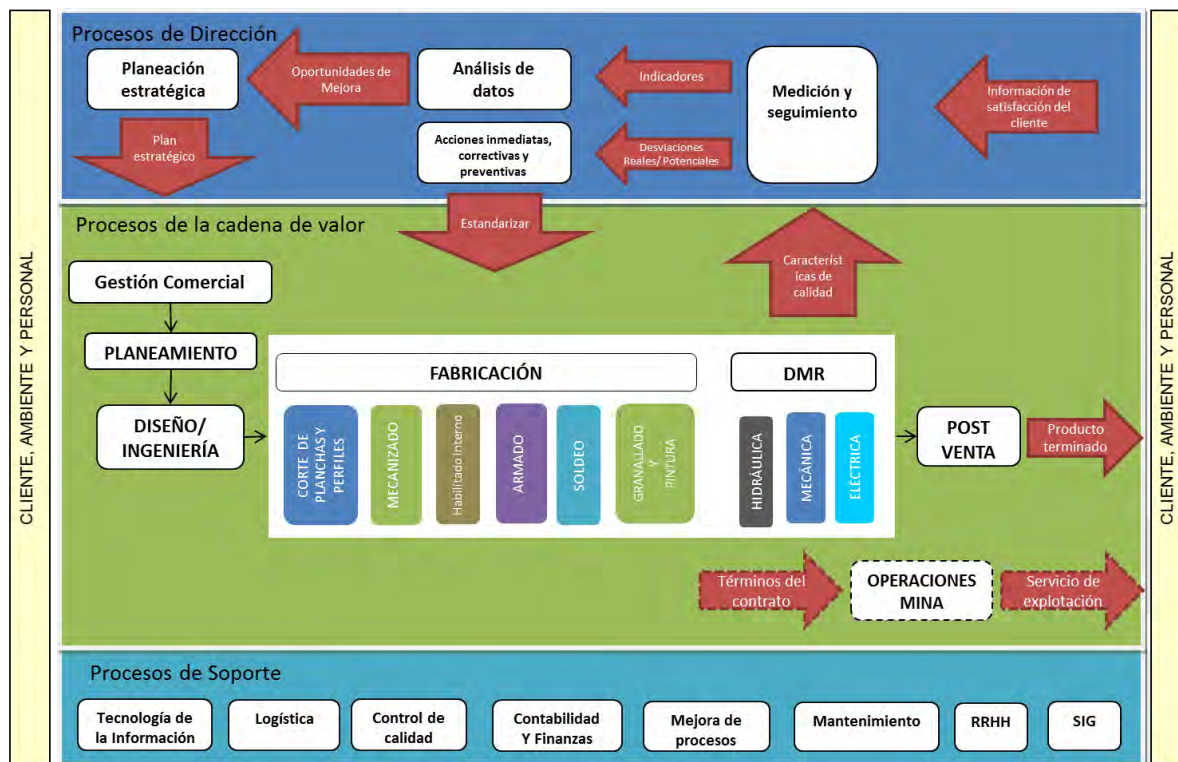 CLIENTE, AMBIENTE Y PERSONAL
Procesos de Dirección
Planeación
estratégica
Oportunidades de
Mejora
Análisis de
datos
Indicadores
Medición y
seguimiento
Información de
satisfacción del
cliente
Plan
estratégico
Acciones inmediatas,
correctivas y
preventivas
Desviaciones
Reales/Potenciales
Procesos de la cadena de valor
Estandarizar
Característ
icas de
calidad
Gestión Comercial
PLANEAMIENTO
DISEÑO/
INGENIERÍA
FABRICACIÓN
CORTE DE
PLANCHAS Y
PERFILES
MECANIZADO
Habilitado Interno
ARMADO
SOLDEO
GRANALLADO
Y
PINTURA
DMR
HIDRÁULICA
MECÁNICA
ELÉCTRICA
POST
VENTA
Producto
terminado
Términos del
contrato
OPERACIONES
MINA
Servicio de
explotación
Procesos de Soporte
Tecnología de
la Información
Logística
Control de
calidad
Contabilidad
Y Finanzas
Mejora de
procesos
Mantenimiento
RRHH
SIG
CLIENTE, AMBIENTE Y PERSONAL